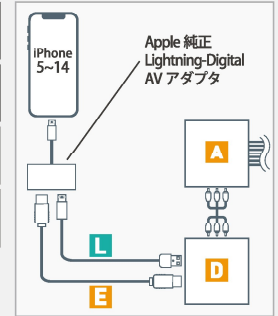 iPhone
5~14
Apple 純正
Lightning-Digital
AV アダプタ
A
L
D
E